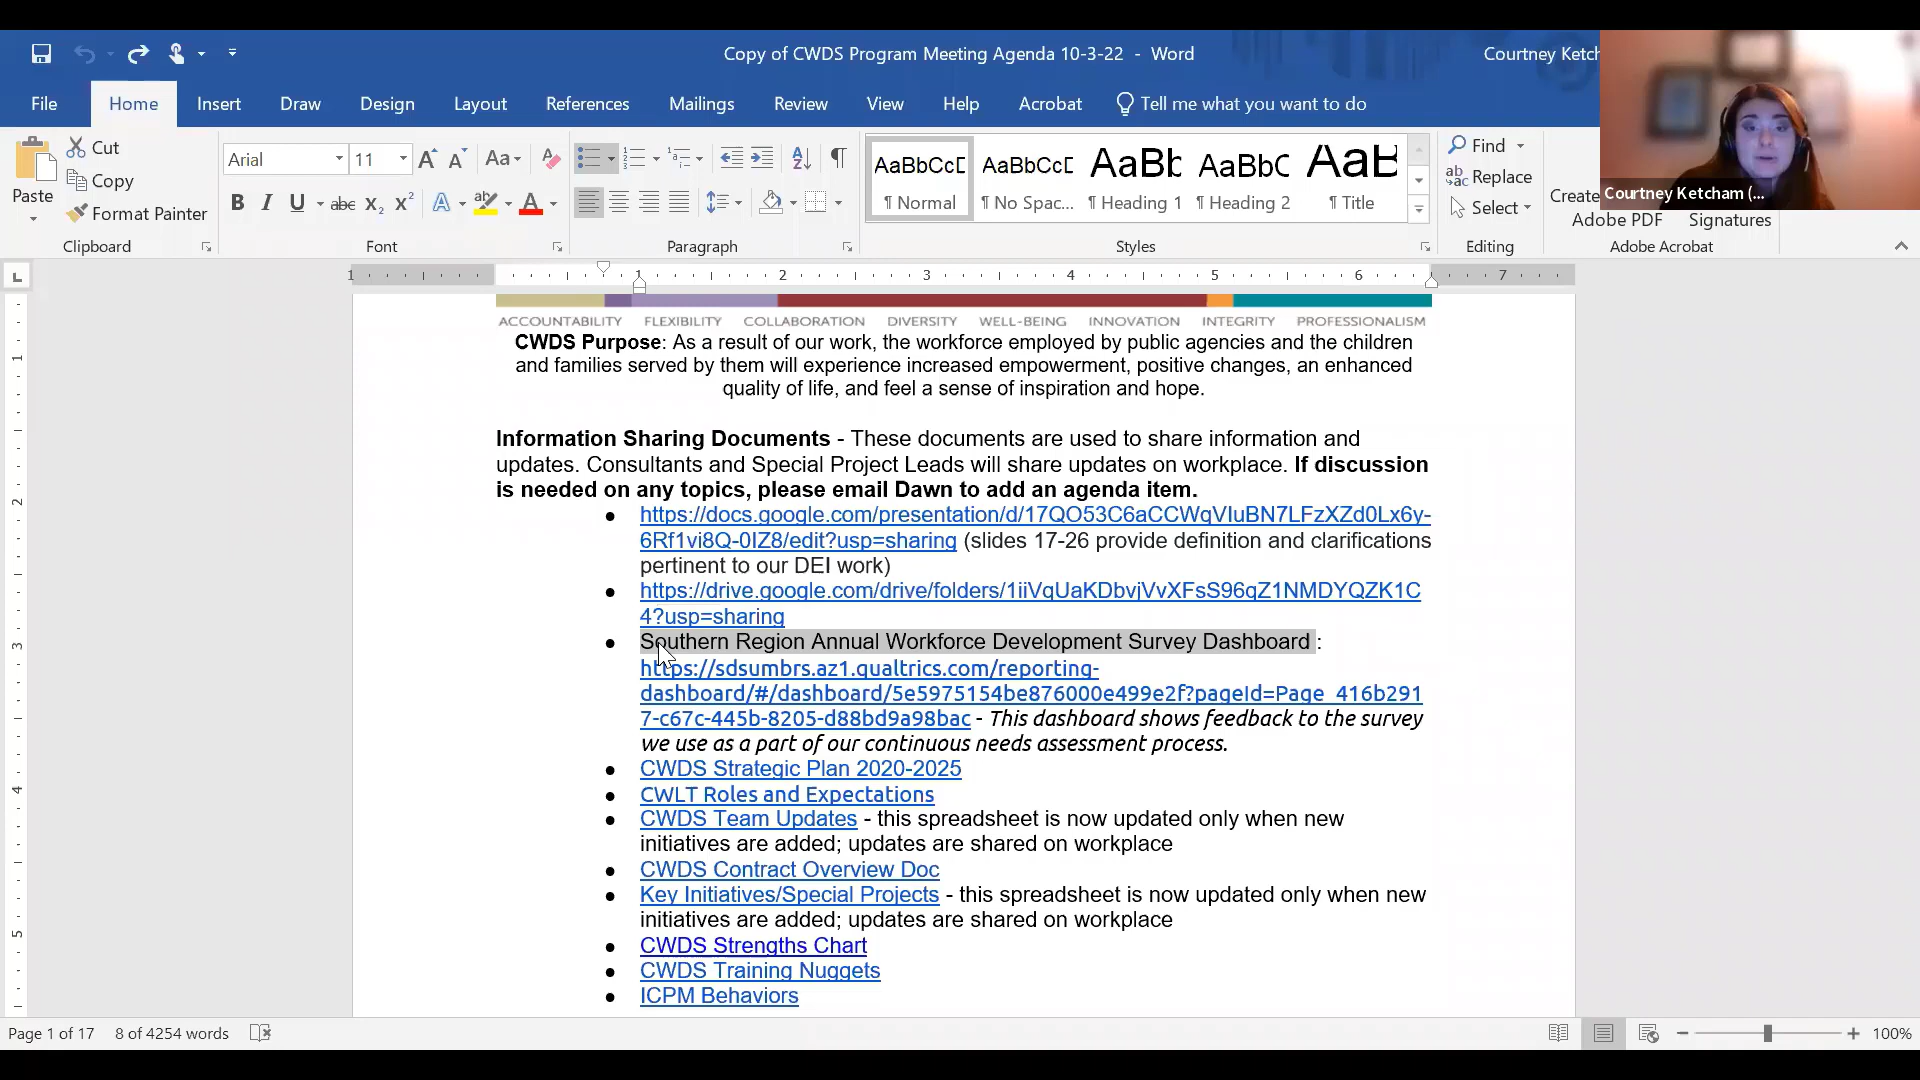 Copy of CWDS Program Meeting Agenda 10-3-22 - Word
Courtney Ketch
File Home Insert Draw Design Layout References Mailings Review View Help Acrobat Tell me what you want to do
Paste
Cut
Copy
Format Painter
Clipboard
Arial 11
Font
Paragraph
AaBbCcD AaBbCcD AaBb AaBbC AaB
¶ Normal ¶ No Spac... ¶ Heading 1 ¶ Heading 2 ¶ Title
Styles
Find
Replace
Select
Editing
Create
Adobe PDF Signatures
Adobe Acrobat
Courtney Ketcham (...
1 1 2 3 4 5 6 7
ACCOUNTABILITY FLEXIBILITY COLLABORATION DIVERSITY WELL-BEING INNOVATION INTEGRITY PROFESSIONALISM
CWDS Purpose: As a result of our work, the workforce employed by public agencies and the children
and families served by them will experience increased empowerment, positive changes, an enhanced
quality of life, and feel a sense of inspiration and hope.
Information Sharing Documents - These documents are used to share information and
updates. Consultants and Special Project Leads will share updates on workplace. If discussion
is needed on any topics, please email Dawn to add an agenda item.
● https://docs.google.com/presentation/d/17QO53C6aCCWqVIuBN7LFzXZd0Lx6y-
6Rf1vi8Q-0IZ8/edit?usp=sharing (slides 17-26 provide definition and clarifications
pertinent to our DEI work)
● https://drive.google.com/drive/folders/1iiVqUaKDbvjVvXFsS96qZ1NMDYQZK1C
4?usp=sharing
● Southern Region Annual Workforce Development Survey Dashboard :
https://sdsumbrs.az1.qualtrics.com/reporting-
dashboard/#/dashboard/5e5975154be876000e499e2f?pageId=Page_416b291
7-c67c-445b-8205-d88bd9a98bac - This dashboard shows feedback to the survey
we use as a part of our continuous needs assessment process.
● CWDS Strategic Plan 2020-2025
● CWLT Roles and Expectations
● CWDS Team Updates - this spreadsheet is now updated only when new
initiatives are added; updates are shared on workplace
● CWDS Contract Overview Doc
● Key Initiatives/Special Projects - this spreadsheet is now updated only when new
initiatives are added; updates are shared on workplace
● CWDS Strengths Chart
● CWDS Training Nuggets
● ICPM Behaviors
Page 1 of 17 8 of 4254 words 100%